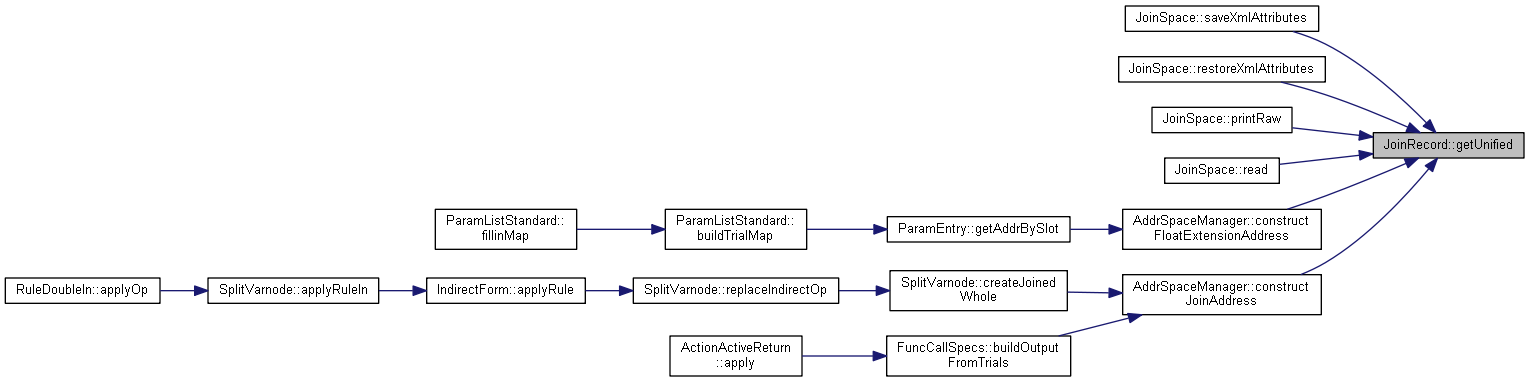 JoinSpace::saveXmlAttributes
JoinSpace::restoreXmlAttributes
JoinSpace::printRaw
JoinRecord::getUnified
JoinSpace::read
ParamListStandard::
fillinMap
ParamListStandard::
buildTrialMap
ParamEntry::getAddrBySlot
AddrSpaceManager::construct
FloatExtensionAddress
RuleDoubleIn::applyOp
SplitVarnode::applyRuleIn
IndirectForm::applyRule
SplitVarnode::replaceIndirectOp
SplitVarnode::createJoined
Whole
AddrSpaceManager::construct
JoinAddress
ActionActiveReturn
::apply
FuncCallSpecs::buildOutput
FromTrials